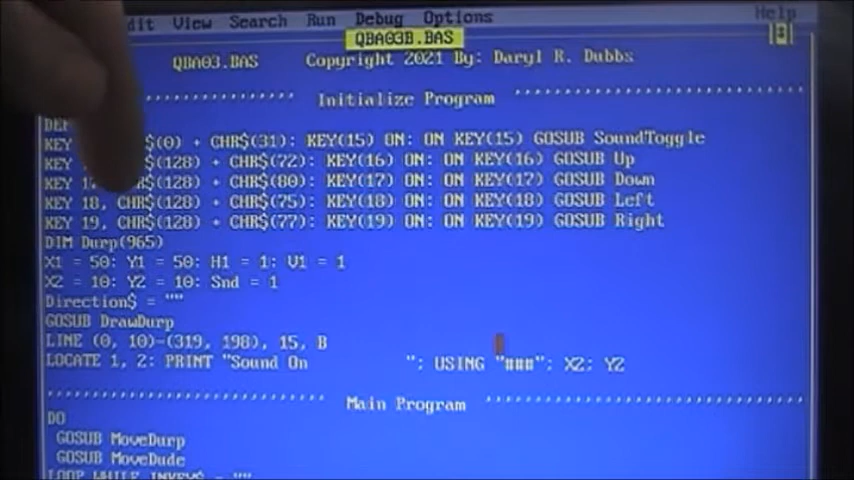 dit View Search Run Debug Options Help
QBA03B.BAS
QBA03.BAS Copyright 2021 By: Daryl R. Dubbs
Initialize Program
DEF
KEY $(0) + CHR$(31): KEY(15) ON: ON KEY(15) GOSUB SoundToggle
KEY $(128) + CHR$(72): KEY(16) ON: ON KEY(16) GOSUB Up
KEY 17 R$(128) + CHR$(80): KEY(17) ON: ON KEY(17) GOSUB Down
KEY 18, CHR$(128) + CHR$(75): KEY(18) ON: ON KEY(18) GOSUB Left
KEY 19, CHR$(128) + CHR$(77): KEY(19) ON: ON KEY(19) GOSUB Right
DIM Durp(965)
X1 = 50: Y1 = 50: H1 = 1: V1 = 1
X2 = 10: Y2 = 10: Snd = 1
Direction$ = ""
GOSUB DrawDurp
LINE (0, 10)-(319, 198), 15, B
LOCATE 1, 2: PRINT "Sound On "; USING "###"; X2; Y2
Main Program
DO
GOSUB MoveDurp
GOSUB MoveDude
LOOP WHILE INKEY$ = ""